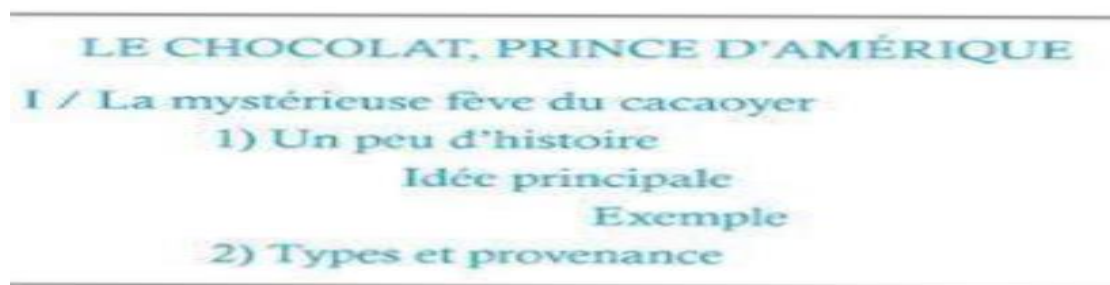 LE CHOCOLAT, PRINCE D'AMÉRIQUE
I / La mystérieuse fève du cacaoyer
1) Un peu d'histoire
Idée principale
Exemple
2) Types et provenance